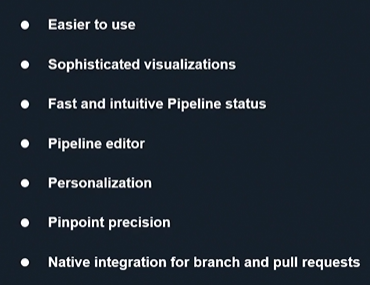 ● Easier to use
● Sophisticated visualizations
● Fast and intuitive Pipeline status
● Pipeline editor
● Personalization
● Pinpoint precision
● Native integration for branch and pull requests